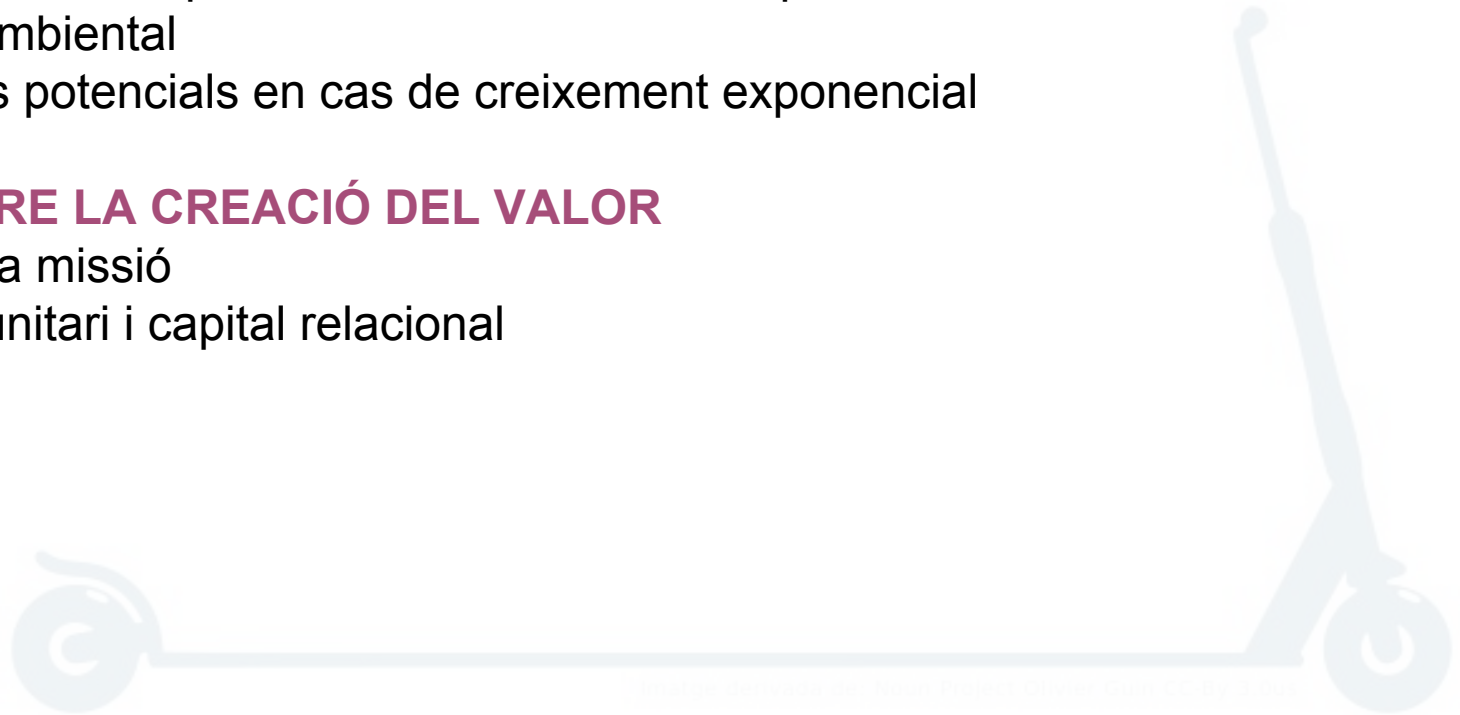 mbiental
s potencials en cas de creixement exponencial
RE LA CREACIÓ DEL VALOR
a missió
unitari i capital relacional